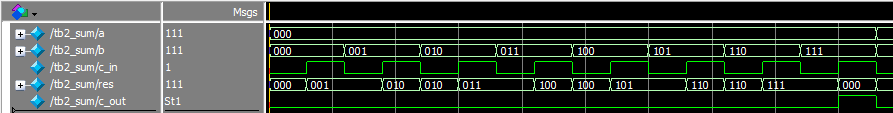 Msgs
/tb2_sum/a 111 000
/tb2_sum/b 111 000 001 010 011 100 101 110 111
/tb2_sum/c_in 1
/tb2_sum/res 111 000 001 010 010 011 100 100 101 110 110 111 000
/tb2_sum/c_out St1